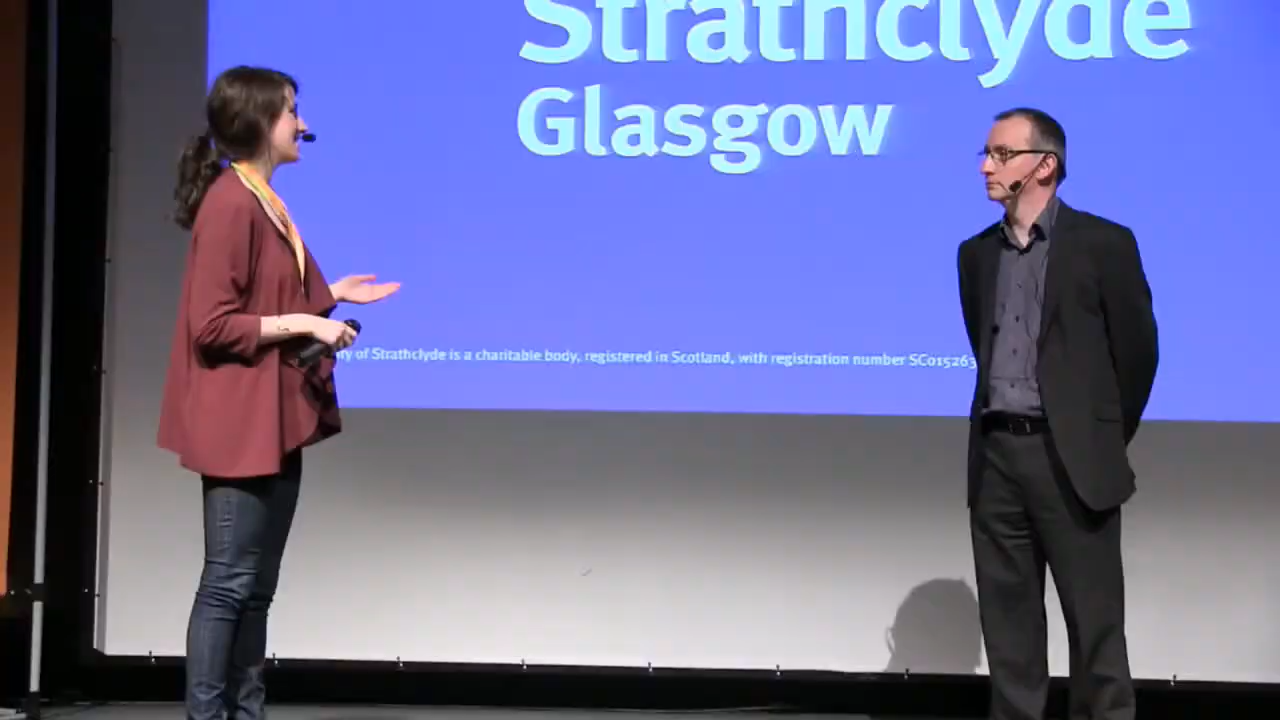 Strathclyde
Glasgow
of Strathclyde is a charitable body, registered in Scotland, with registration number SC015263